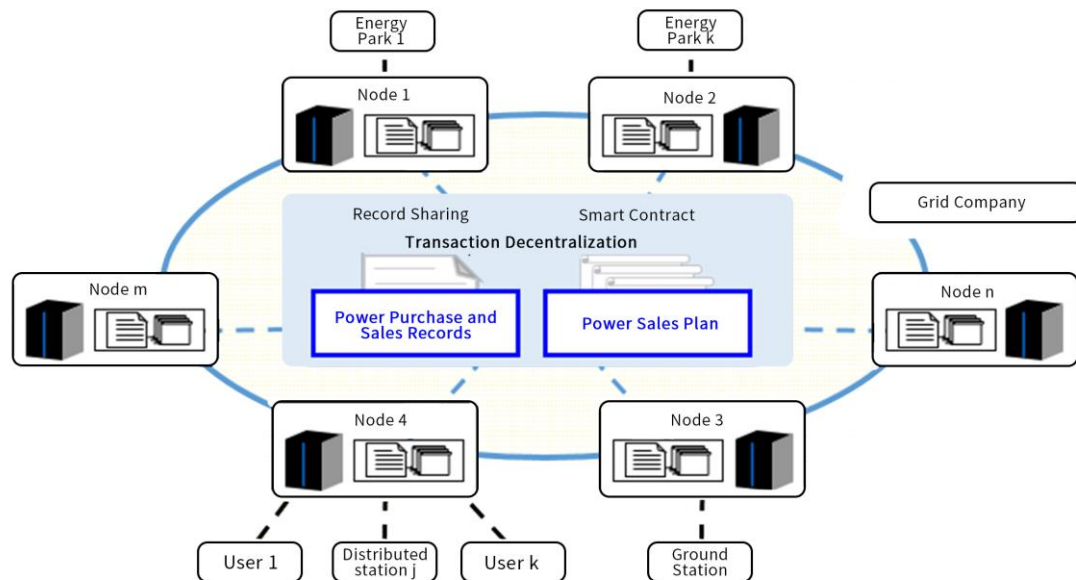 Energy
Park 1
Energy
Park k
Node 1
Node 2
Grid Company
Record Sharing
Smart Contract
Transaction Decentralization
Node m
Power Purchase and
Sales Records
Power Sales Plan
Node n
Node 4
Node 3
User 1
Distributed
station j
User k
Ground
Station